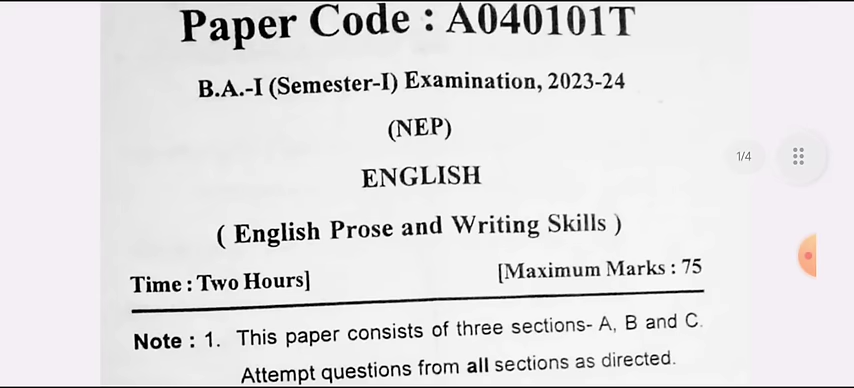 Paper Code : A040101T
B.A.-I (Semester-I) Examination, 2023-24
(NEP)
1/4
ENGLISH
( English Prose and Writing Skills )
Time : Two Hours]
[Maximum Marks : 75
Note : 1. This paper consists of three sections- A, B and C.
Attempt questions from all sections as directed.